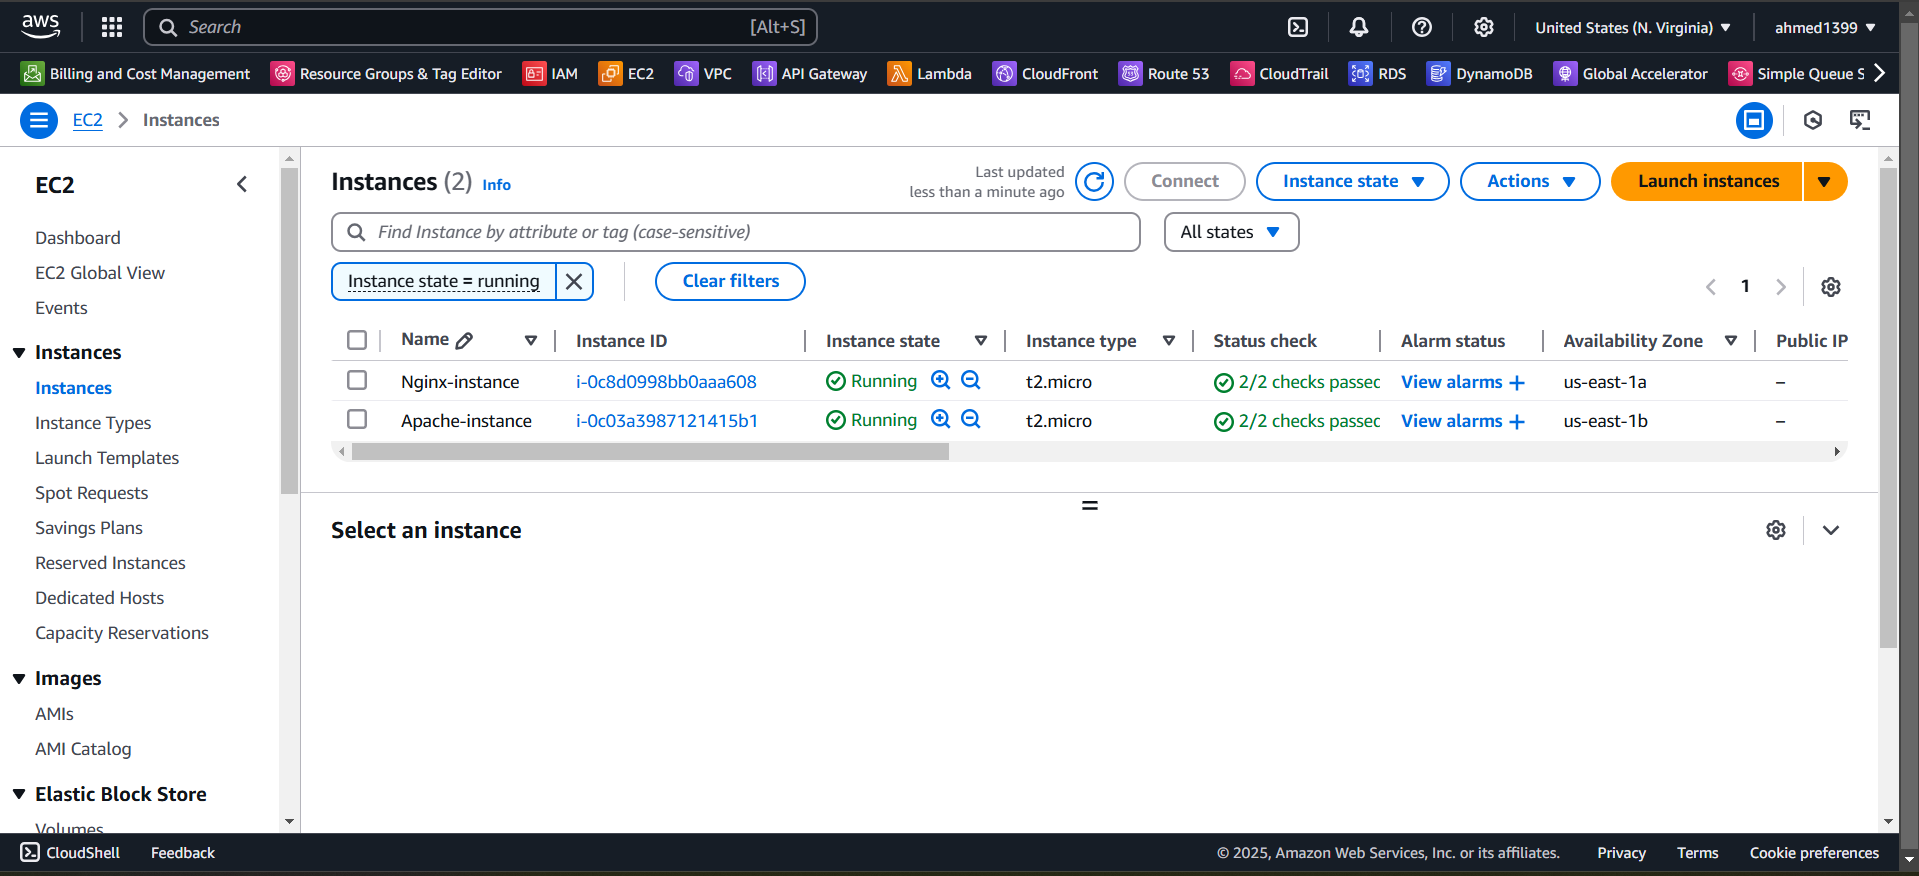 aws
Search [Alt+S]
United States (N. Virginia)
ahmed1399
Billing and Cost Management
Resource Groups & Tag Editor
IAM
EC2
VPC
API Gateway
Lambda
CloudFront
Route 53
CloudTrail
RDS
DynamoDB
Global Accelerator
Simple Queue S
EC2 > Instances
EC2
Dashboard
EC2 Global View
Events
Instances
Instances
Instance Types
Launch Templates
Spot Requests
Savings Plans
Reserved Instances
Dedicated Hosts
Capacity Reservations
Images
AMIs
AMI Catalog
Elastic Block Store
Volumes
Instances (2) Info
Last updated
less than a minute ago
Connect
Instance state
Actions
Launch instances
Find Instance by attribute or tag (case-sensitive)
All states
Instance state = running
Clear filters
1
Name Instance ID Instance state Instance type Status check Alarm status Availability Zone Public IP
Nginx-instance i-0c8d0998bb0aaa608 Running t2.micro 2/2 checks passed View alarms + us-east-1a –
Apache-instance i-0c03a3987121415b1 Running t2.micro 2/2 checks passed View alarms + us-east-1b –
Select an instance
CloudShell Feedback
© 2025, Amazon Web Services, Inc. or its affiliates. Privacy Terms Cookie preferences